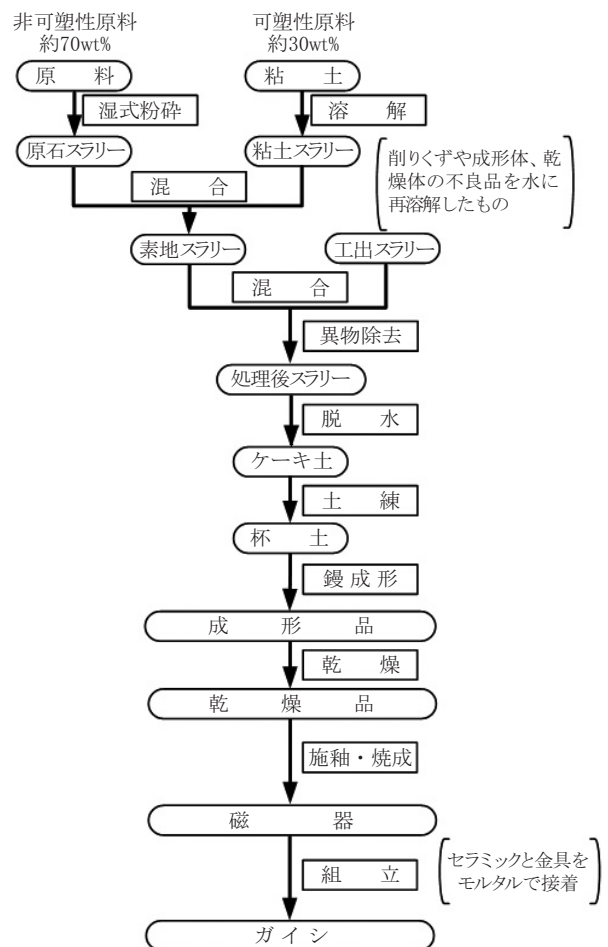 非可塑性原料
約70wt%
可塑性原料
約30wt%
原料
粘土
湿式粉砕
溶解
原石スラリー
粘土スラリー
混合
削りくずや成形体、乾
燥体の不良品を水に
再溶解したもの
素地スラリー
工出スラリー
混合
異物除去
処理後スラリー
脱水
ケーキ土
土練
杯土
鏝成形
成形品
乾燥
乾燥品
施釉・焼成
磁器
組立
セラミックと金具を
モルタルで接着
ガイシ